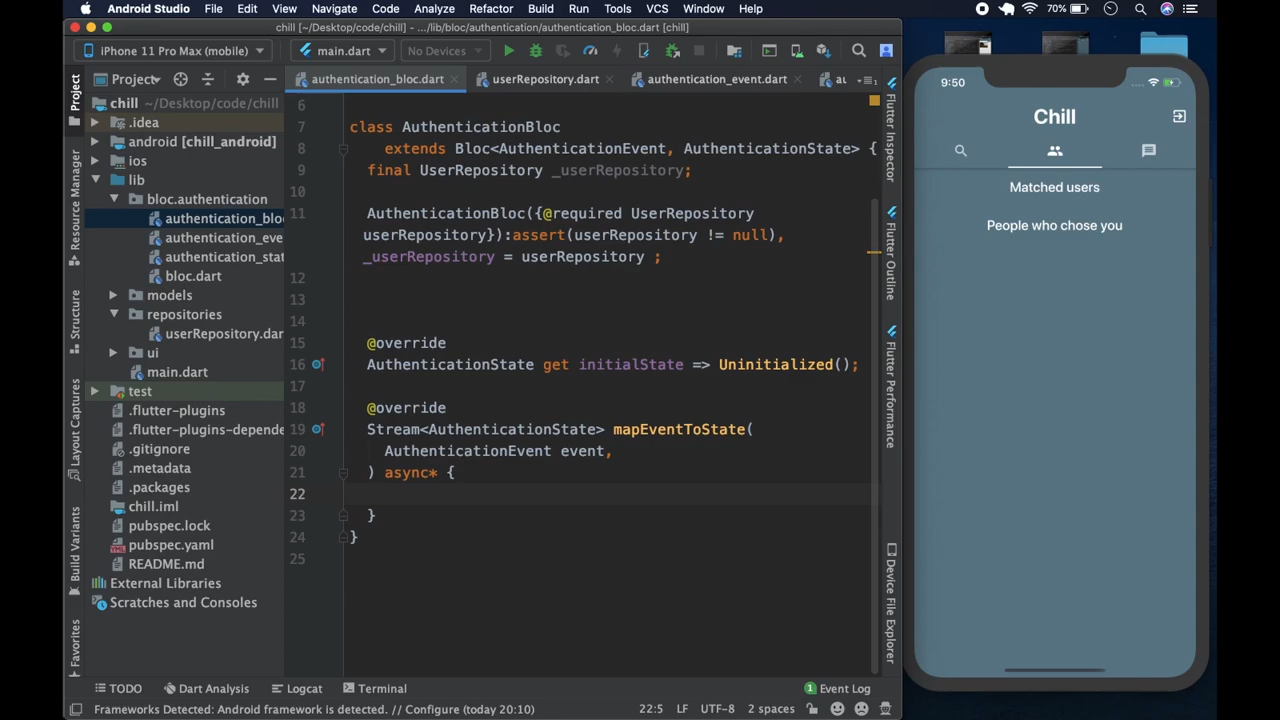 Android Studio File Edit View Navigate Code Analyze Refactor Build Run Tools VCS Window Help 70%
chill [~/Desktop/code/chill] - .../lib/bloc/authentication/authentication_bloc.dart [chill]
iPhone 11 Pro Max (mobile) main.dart No Devices
Project authentication_bloc.dart userRepository.dart authentication_event.dart au
chill ~/Desktop/code/chill
.idea
android [chill_android]
ios
lib
bloc.authentication
authentication_bloc
authentication_eve
authentication_stat
bloc.dart
models
repositories
userRepository.dar
ui
main.dart
test
.flutter-plugins
.flutter-plugins-depende
.gitignore
.metadata
.packages
chill.iml
pubspec.lock
pubspec.yaml
README.md
External Libraries
Scratches and Consoles
Project
Resource Manager
Structure
Layout Captures
Build Variants
Favorites
6
7 class AuthenticationBloc
8 extends Bloc<AuthenticationEvent, AuthenticationState> {
9 final UserRepository _userRepository;
10
11 AuthenticationBloc({@required UserRepository
userRepository}):assert(userRepository != null),
_userRepository = userRepository ;
12
13
14
15 @override
16 AuthenticationState get initialState => Uninitialized();
17
18 @override
19 Stream<AuthenticationState> mapEventToState(
20 AuthenticationEvent event,
21 ) async* {
22
23 }
24 }
25
Flutter Inspector
Flutter Outline
Flutter Performance
Device File Explorer
TODO Dart Analysis Logcat Terminal 1 Event Log
Frameworks Detected: Android framework is detected. // Configure (today 20:10) 22:5 LF UTF-8 2 spaces
9:50
Chill
Matched users
People who chose you